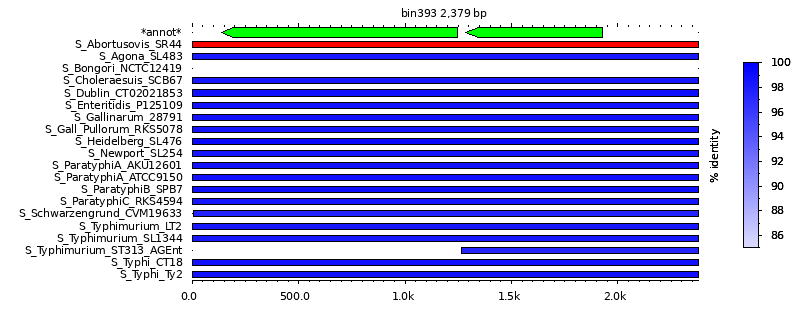 bin393 2,379 bp
*annot*
S_Abortusovis_SR44
S_Agona_SL483
S_Bongori_NCTC12419
S_Choleraesuis_SCB67
S_Dublin_CT02021853
S_Enteritidis_P125109
S_Gallinarum_28791
S_Gall_Pullorum_RKS5078
S_Heidelberg_SL476
S_Newport_SL254
S_ParatyphiA_AKU12601
S_ParatyphiA_ATCC9150
S_ParatyphiB_SPB7
S_ParatyphiC_RKS4594
S_Schwarzengrund_CVM19633
S_Typhimurium_LT2
S_Typhimurium_SL1344
S_Typhimurium_ST313_AGEnt
S_Typhi_CT18
S_Typhi_Ty2
0.0 500.0 1.0k 1.5k 2.0k
% identity
100
98
96
94
92
90
88
86